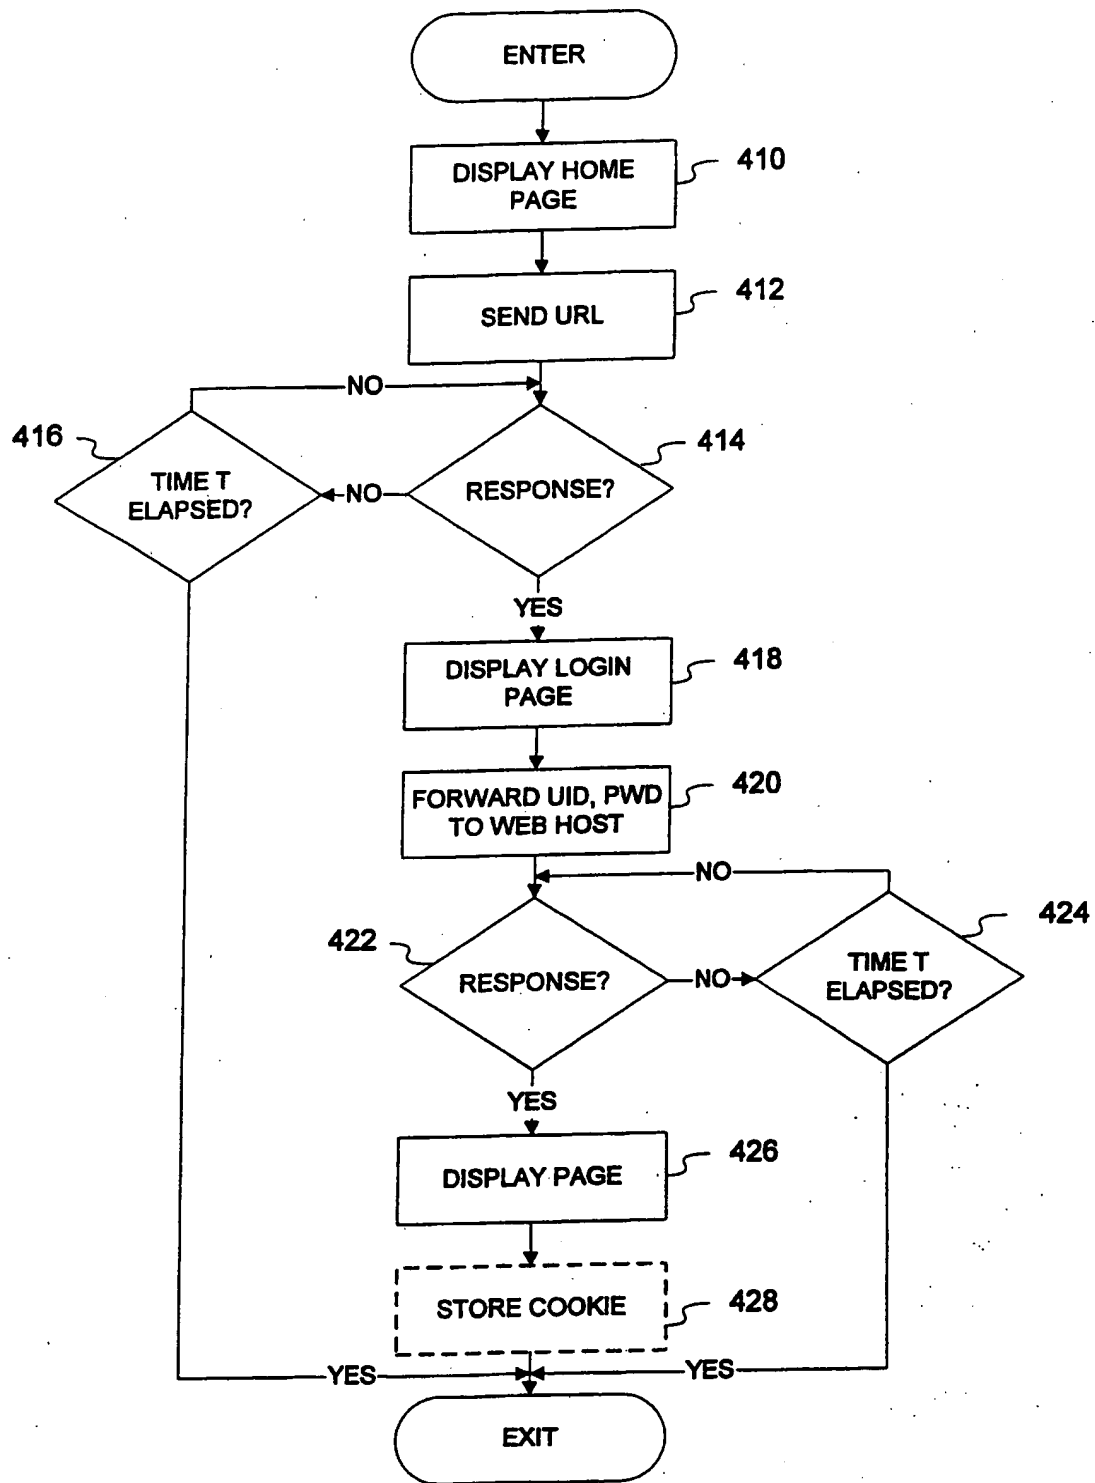 ENTER
DISPLAY HOME
PAGE
410
SEND URL
412
NO
416
TIME T
ELAPSED?
NO
RESPONSE?
414
YES
DISPLAY LOGIN
PAGE
418
FORWARD UID, PWD
TO WEB HOST
420
NO
422
RESPONSE?
NO
TIME T
ELAPSED?
424
YES
DISPLAY PAGE
426
STORE COOKIE
428
YES
YES
EXIT